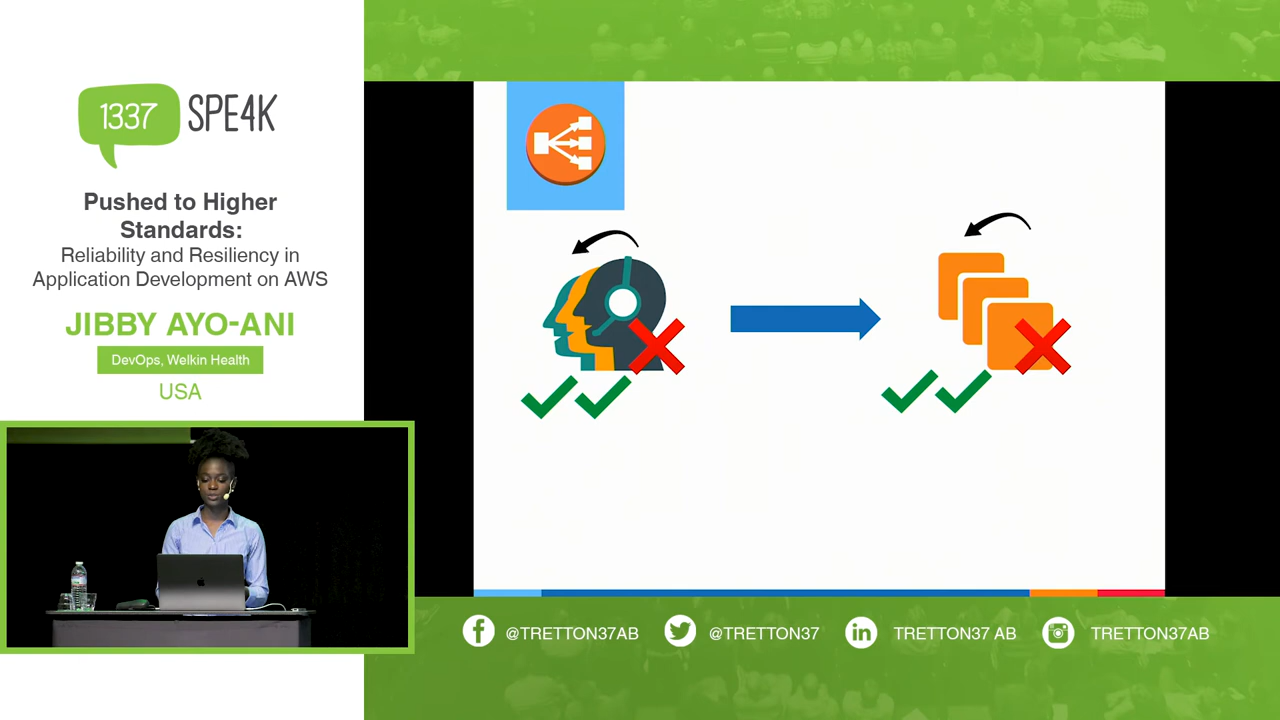 1337
SPE4K
Pushed to Higher
Standards:
Reliability and Resiliency in
Application Development on AWS
JIBBY AYO-ANI
DevOps, Welkin Health
USA
@TRETTON37AB
@TRETTON37
TRETTON37 AB
TRETTON37AB